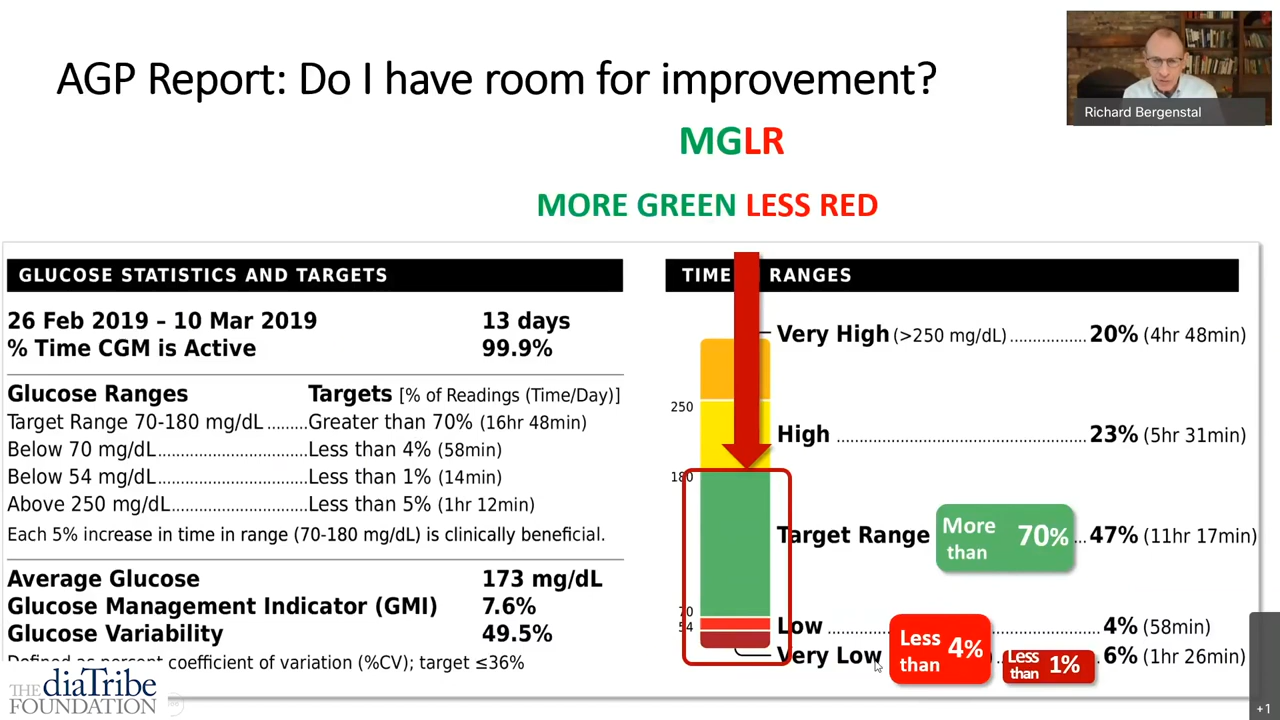 AGP Report: Do I have room for improvement?
Richard Bergenstal
MGLR
MORE GREEN LESS RED
GLUCOSE STATISTICS AND TARGETS
26 Feb 2019 – 10 Mar 2019 13 days
% Time CGM is Active 99.9%
Glucose Ranges Targets [% of Readings (Time/Day)]
Target Range 70-180 mg/dL ........Greater than 70% (16hr 48min)
Below 70 mg/dL..............................Less than 4% (58min)
Below 54 mg/dL..............................Less than 1% (14min)
Above 250 mg/dL...........................Less than 5% (1hr 12min)
Each 5% increase in time in range (70-180 mg/dL) is clinically beneficial.
Average Glucose 173 mg/dL
Glucose Management Indicator (GMI) 7.6%
Glucose Variability 49.5%
Defined as percent coefficient of variation (%CV); target ≤36%
THE diaTribe
FOUNDATION
TIME RANGES
Very High (>250 mg/dL) ................. 20% (4hr 48min)
250
High ......................................................... 23% (5hr 31min)
180
Target Range More than 70% ... 47% (11hr 17min)
70
54
Low ............................................ 4% (58min)
Less than 4%
Very Low ... 6% (1hr 26min)
Less than 1%
+1